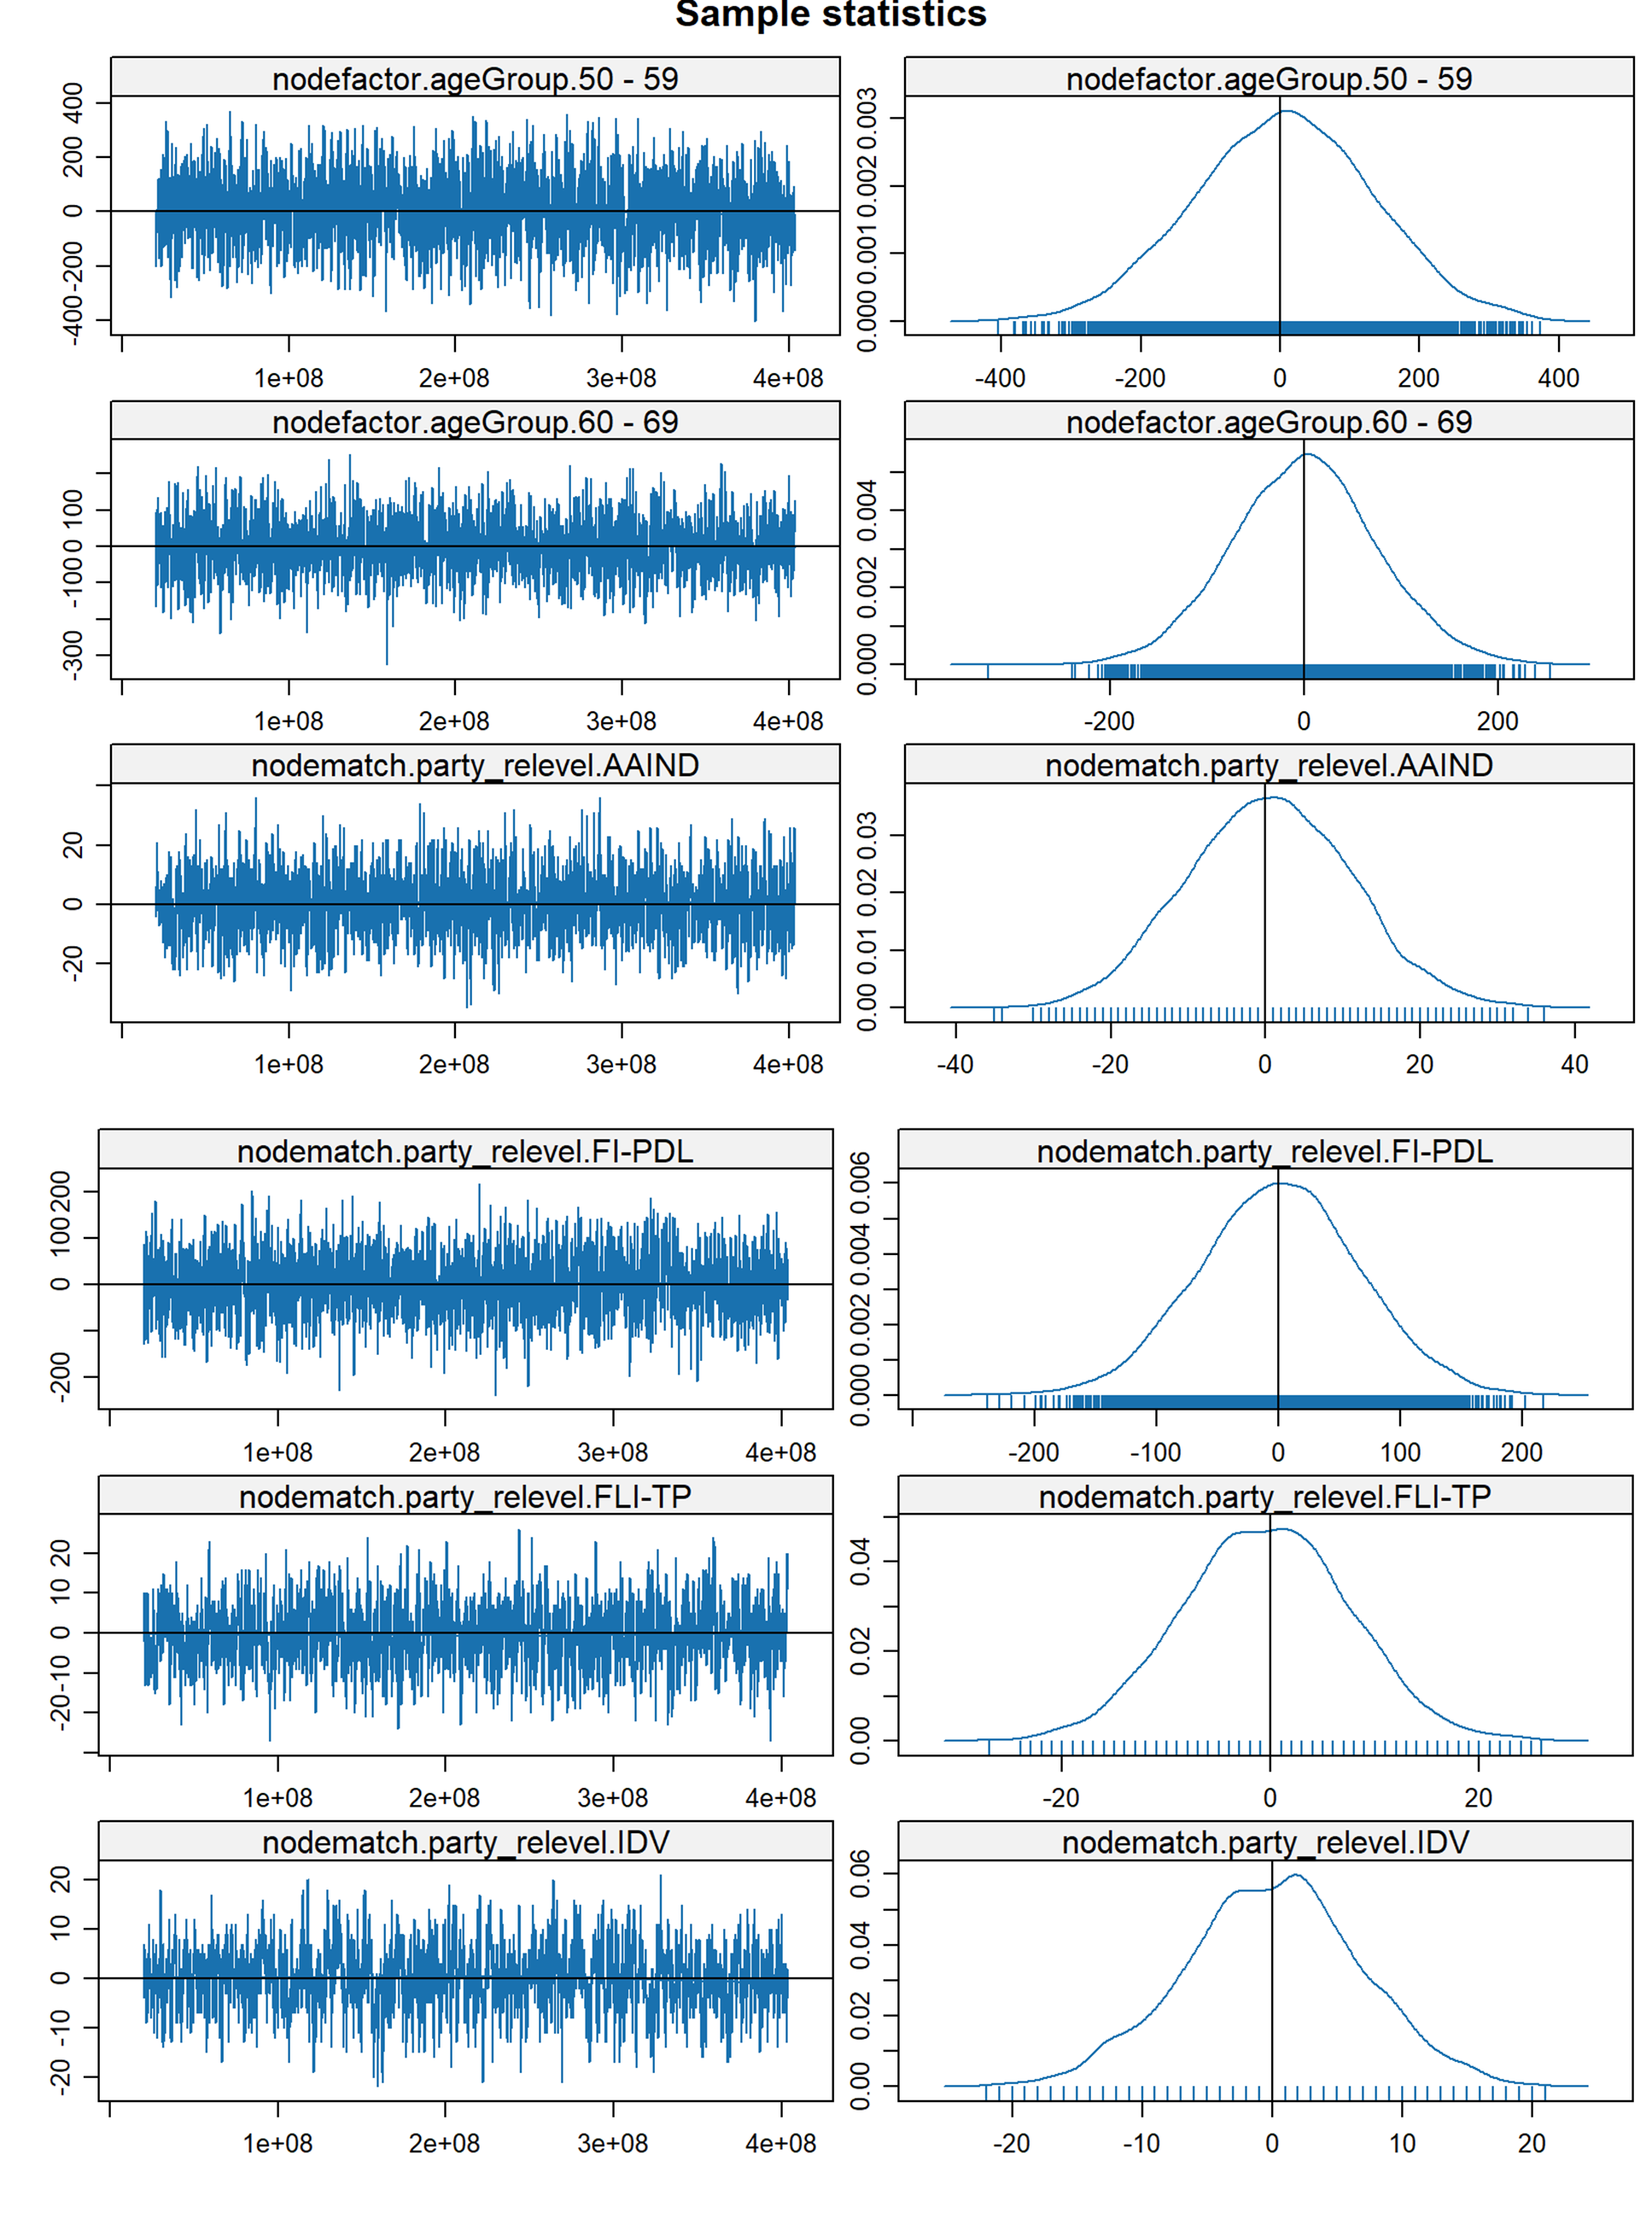 Sample statistics
nodefactor.ageGroup.50 - 59
nodefactor.ageGroup.50 - 59
-400 -200 0 200 400
0.000 0.001 0.002 0.003
1e+08 2e+08 3e+08 4e+08
-400 -200 0 200 400
nodefactor.ageGroup.60 - 69
nodefactor.ageGroup.60 - 69
-300 -100 0 100
0.000 0.002 0.004
1e+08 2e+08 3e+08 4e+08
-200 0 200
nodematch.party_relevel.AAIND
nodematch.party_relevel.AAIND
-20 0 20
0.00 0.01 0.02 0.03
1e+08 2e+08 3e+08 4e+08
-40 -20 0 20 40
nodematch.party_relevel.FI-PDL
nodematch.party_relevel.FI-PDL
-200 0 100 200
0.000 0.002 0.004 0.006
1e+08 2e+08 3e+08 4e+08
-200 -100 0 100 200
nodematch.party_relevel.FLI-TP
nodematch.party_relevel.FLI-TP
-20 -10 0 10 20
0.00 0.02 0.04
1e+08 2e+08 3e+08 4e+08
-20 0 20
nodematch.party_relevel.IDV
nodematch.party_relevel.IDV
-20 -10 0 10 20
0.00 0.02 0.04 0.06
1e+08 2e+08 3e+08 4e+08
-20 -10 0 10 20